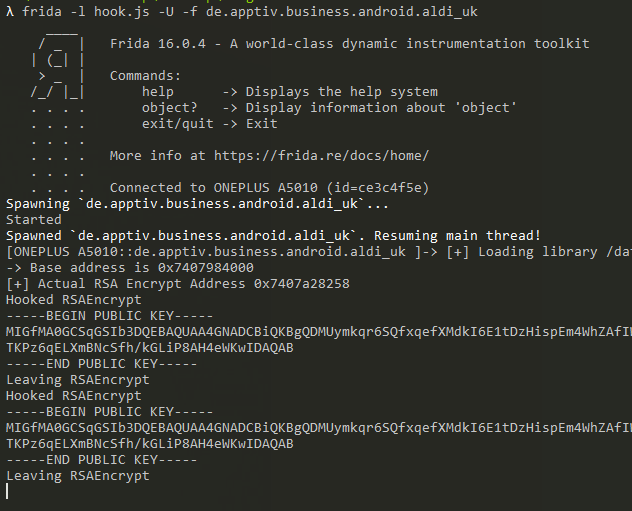 λ frida -l hook.js -U -f de.apptiv.business.android.aldi_uk
     ____
    / _  |   Frida 16.0.4 - A world-class dynamic instrumentation toolkit
   | (_| |
    > _  |   Commands:
   /_/ |_|       help      -> Displays the help system
   . . . .       object?   -> Display information about 'object'
   . . . .       exit/quit -> Exit
   . . . .
   . . . .   More info at https://frida.re/docs/home/
   . . . .
   . . . .   Connected to ONEPLUS A5010 (id=ce3c4f5e)
Spawning `de.apptiv.business.android.aldi_uk`...
Started
Spawned `de.apptiv.business.android.aldi_uk`. Resuming main thread!
[ONEPLUS A5010::de.apptiv.business.android.aldi_uk ]-> [+] Loading library /da
-> Base address is 0x7407984000
[+] Actual RSA Encrypt Address 0x7407a28258
Hooked RSAEncrypt
-----BEGIN PUBLIC KEY-----
MIGfMA0GCSqGSIb3DQEBAQUAA4GNADCBiQKBgQDMUymkqr6SQfxqefXMdkI6E1tDzHispEm4WhZAfIW
TKPz6qELXmBNcSfh/kGLiP8AH4eWKwIDAQAB
-----END PUBLIC KEY-----
Leaving RSAEncrypt
Hooked RSAEncrypt
-----BEGIN PUBLIC KEY-----
MIGfMA0GCSqGSIb3DQEBAQUAA4GNADCBiQKBgQDMUymkqr6SQfxqefXMdkI6E1tDzHispEm4WhZAfIW
TKPz6qELXmBNcSfh/kGLiP8AH4eWKwIDAQAB
-----END PUBLIC KEY-----
Leaving RSAEncrypt